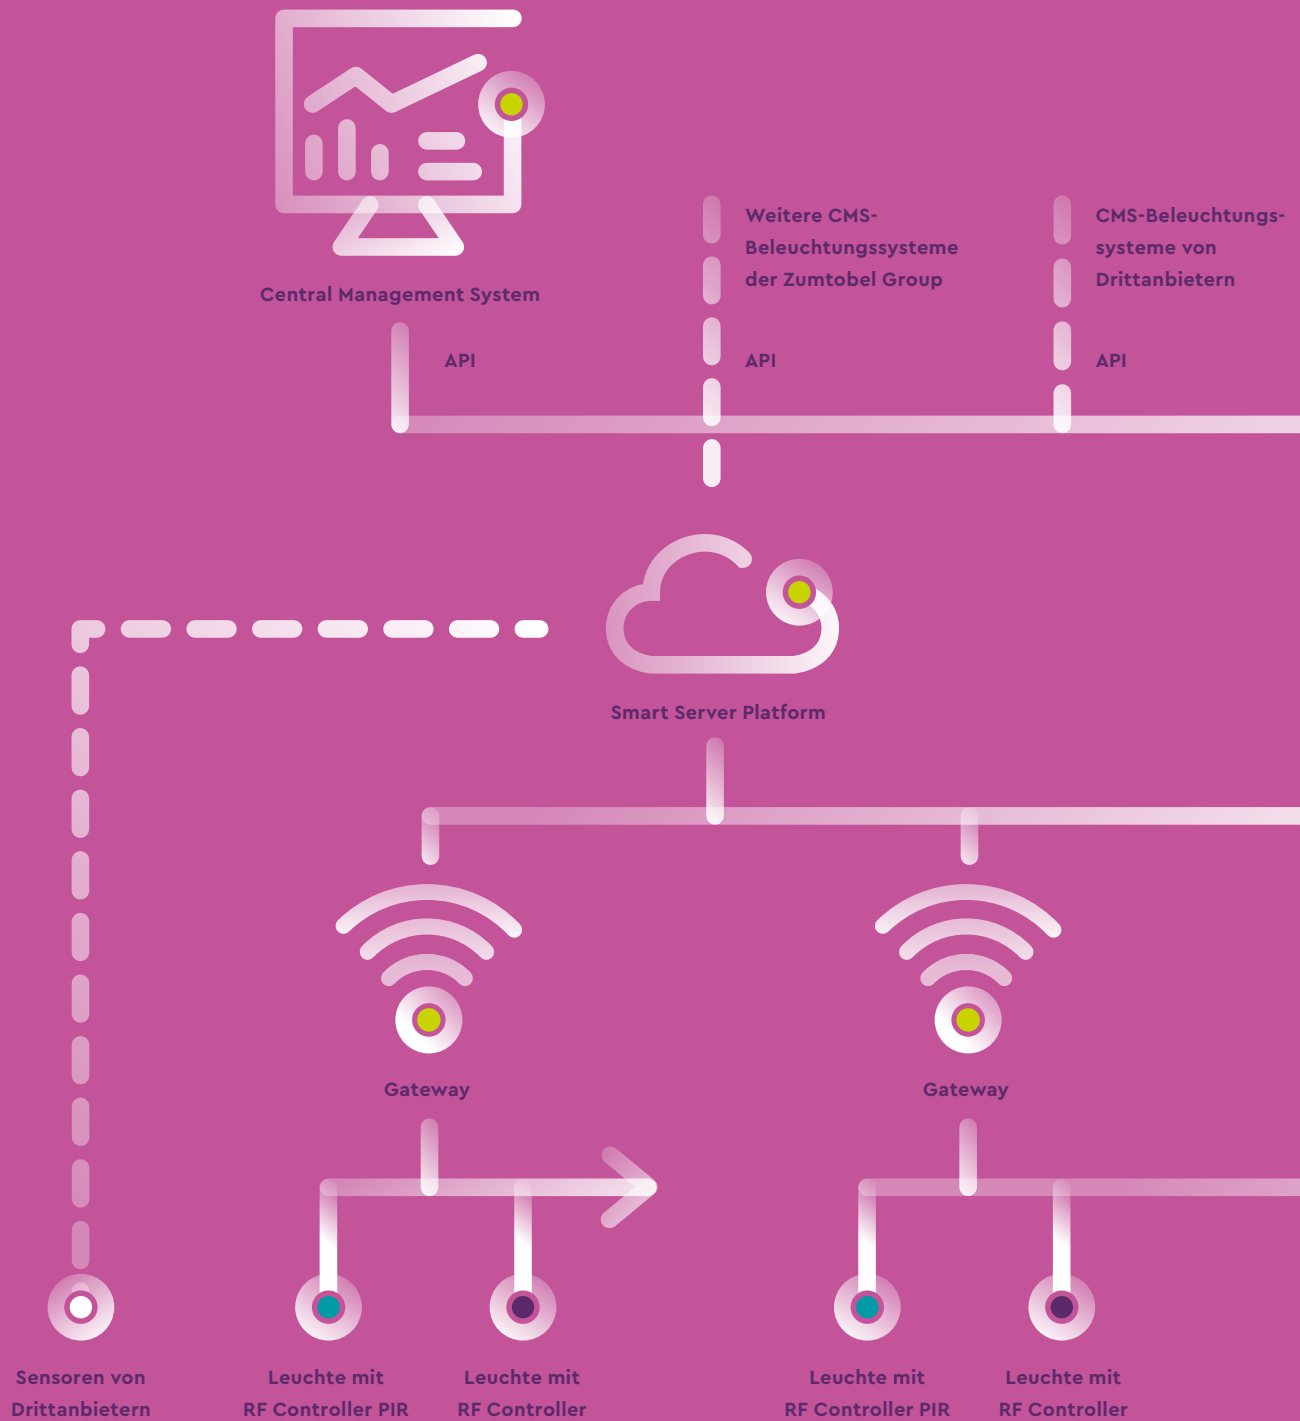 Weitere CMS-
Beleuchtungssysteme
der Zumtobel Group
CMS-Beleuchtungs-
systeme von
Drittanbietern
Central Management System
API
API
API
Smart Server Platform
Gateway
Gateway
Sensoren von
Drittanbietern
Leuchte mit
RF Controller PIR
Leuchte mit
RF Controller
Leuchte mit
RF Controller PIR
Leuchte mit
RF Controller